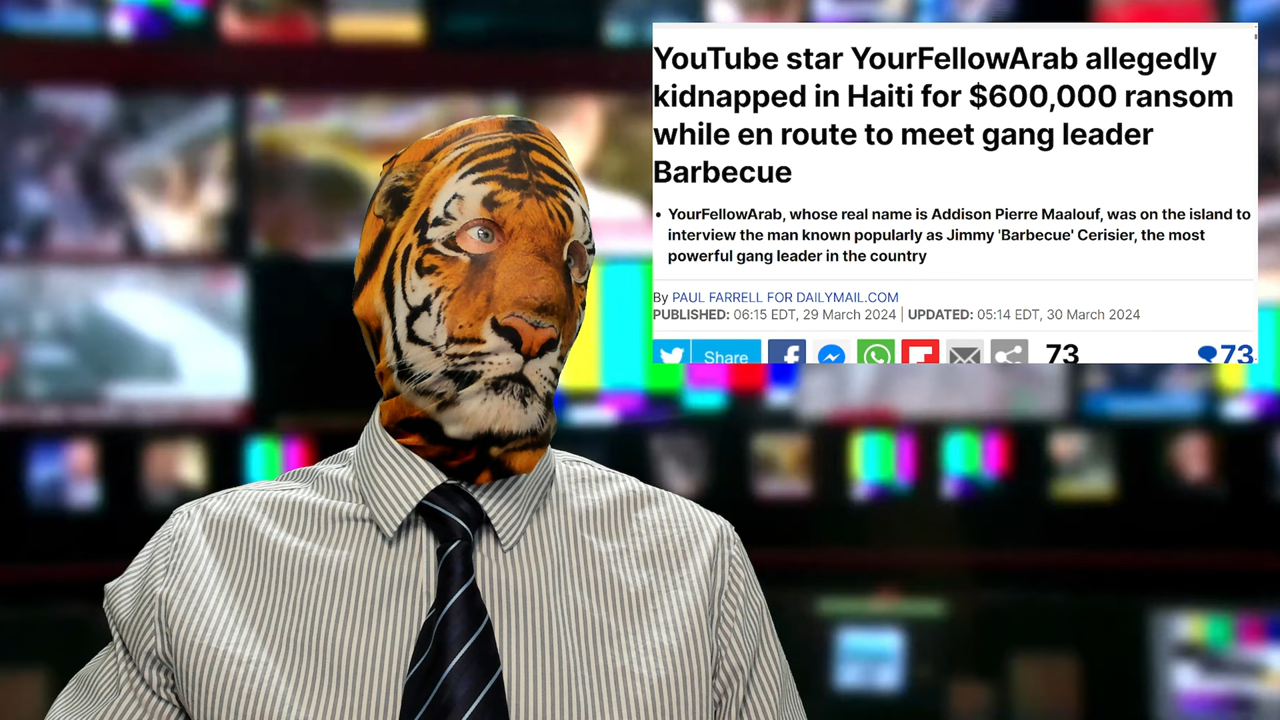 YouTube star YourFellowArab allegedly
kidnapped in Haiti for $600,000 ransom
while en route to meet gang leader
Barbecue
• YourFellowArab, whose real name is Addison Pierre Maalouf, was on the island to
interview the man known popularly as Jimmy 'Barbecue' Cerisier, the most
powerful gang leader in the country
By PAUL FARRELL FOR DAILYMAIL.COM
PUBLISHED: 06:15 EDT, 29 March 2024 | UPDATED: 05:14 EDT, 30 March 2024
Share 73 73